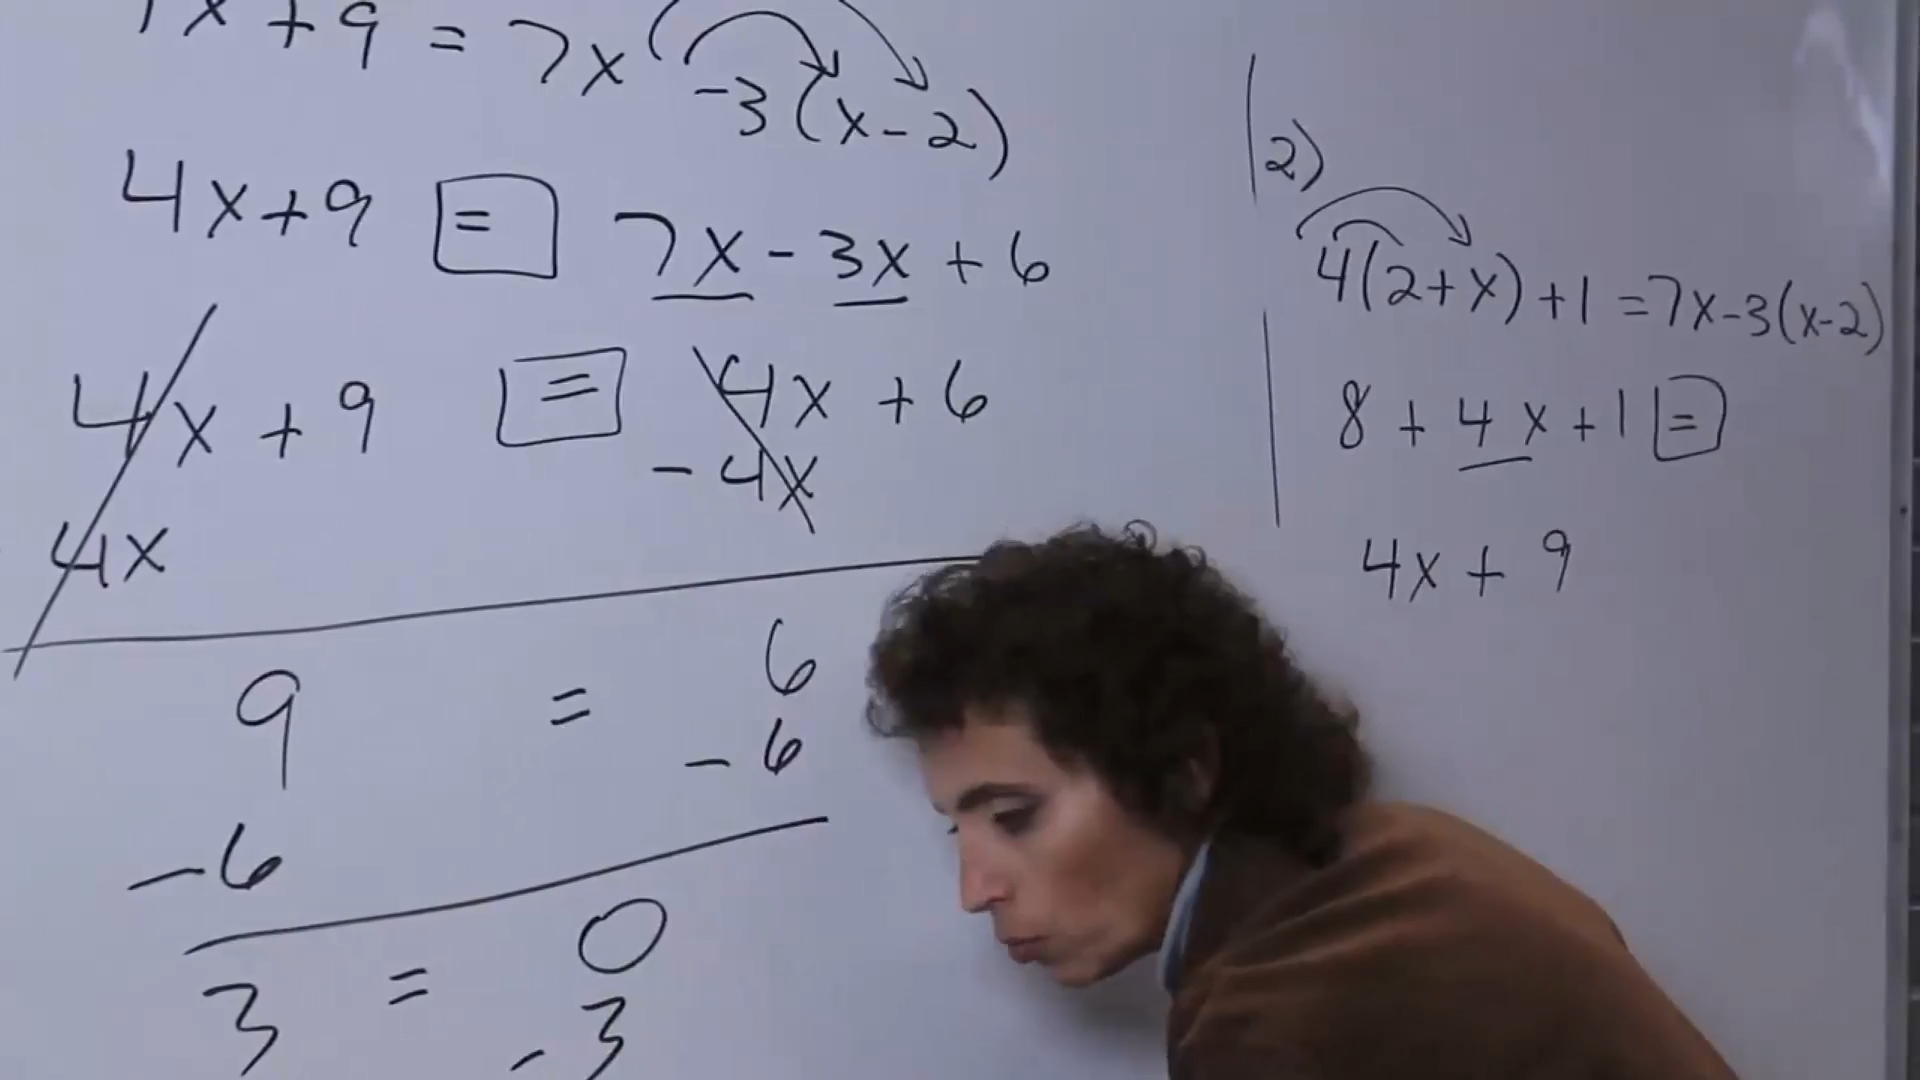 x + 9 = 7x - 3 (x - 2)
4x + 9 = 7x - 3x + 6
4x + 9 = 4x + 6
4x - 4x
9 = 6
- 6 - 6
3 = 0
- 3
2)
4(2+x) + 1 = 7x - 3(x-2)
8 + 4x + 1 =
4x + 9